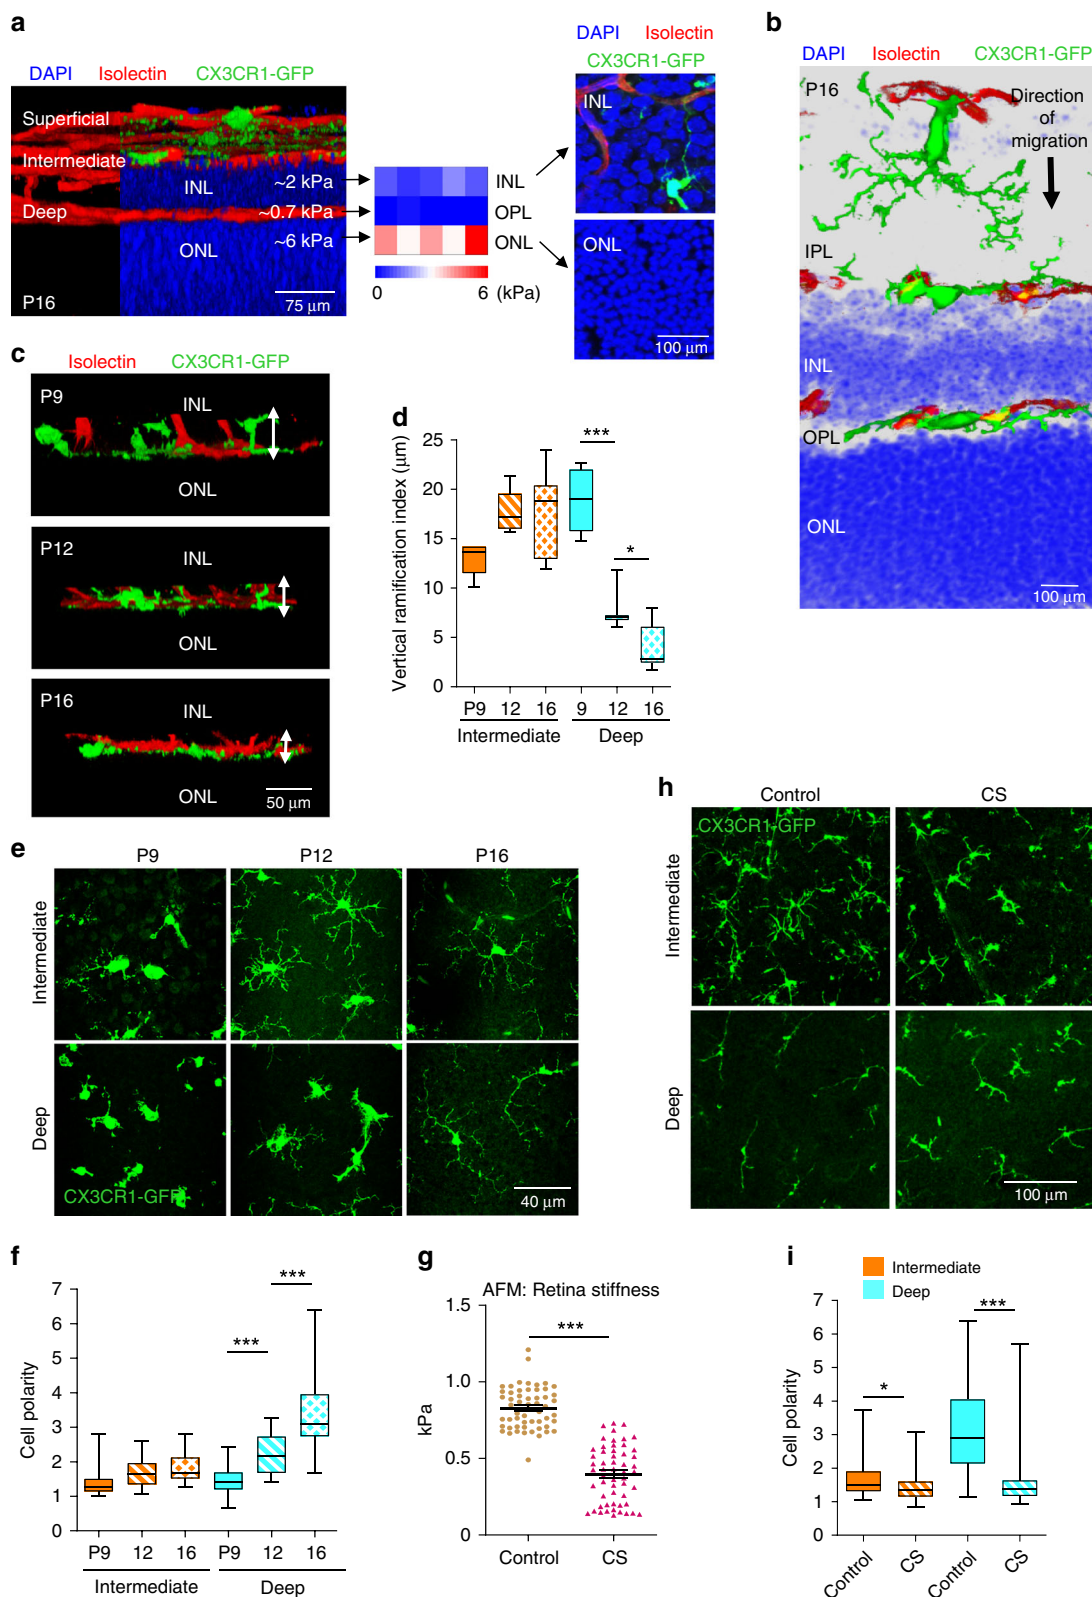 a
DAPI Isolectin CX3CR1-GFP
Superficial
Intermediate
INL
Deep
ONL
P16
75 μm
~2 kPa
~0.7 kPa
~6 kPa
INL
OPL
ONL
0 6 (kPa)
DAPI Isolectin
CX3CR1-GFP
INL
ONL
100 μm
b
DAPI Isolectin CX3CR1-GFP
P16
Direction
of
migration
IPL
INL
OPL
ONL
100 μm
c
Isolectin CX3CR1-GFP
P9
INL
ONL
P12
INL
ONL
P16
INL
ONL
50 μm
d
Vertical ramification index (μm)
25
20
15
10
5
0
***
*
P9 12 16 9 12 16
Intermediate Deep
e
P9 P12 P16
Intermediate
Deep
CX3CR1-GFP
40 μm
h
Control CS
CX3CR1-GFP
Intermediate
Deep
100 μm
f
Cell polarity
7
6
5
4
3
2
1
0
***
***
P9 12 16 P9 12 16
Intermediate Deep
g
AFM: Retina stiffness
kPa
1.5
1.0
0.5
0
***
Control CS
i
Intermediate
Deep
Cell polarity
7
6
5
4
3
2
1
0
*
***
Control CS Control CS